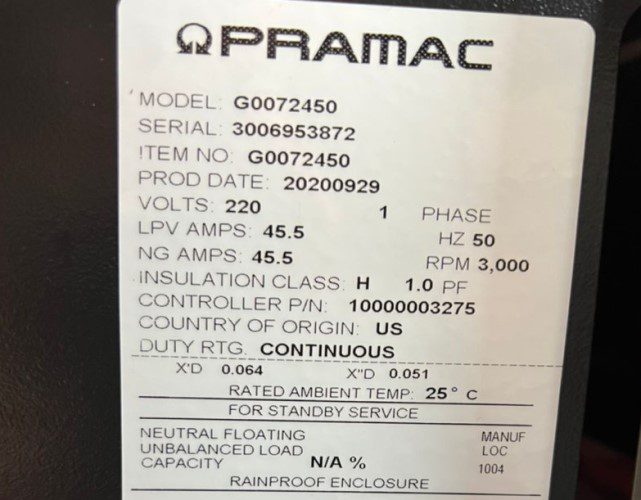 PRAMAC
MODEL: G0072450
SERIAL: 3006953872
ITEM NO: G0072450
PROD DATE: 20200929
VOLTS: 220 1 PHASE
LPV AMPS: 45.5 HZ 50
NG AMPS: 45.5 RPM 3,000
INSULATION CLASS: H 1.0 PF
CONTROLLER P/N: 10000003275
COUNTRY OF ORIGIN: US
DUTY RTG. CONTINUOUS
X'D 0.064 X"D 0.051
RATED AMBIENT TEMP: 25° C
FOR STANDBY SERVICE
NEUTRAL FLOATING MANUF
UNBALANCED LOAD LOC
CAPACITY N/A % 1004
RAINPROOF ENCLOSURE